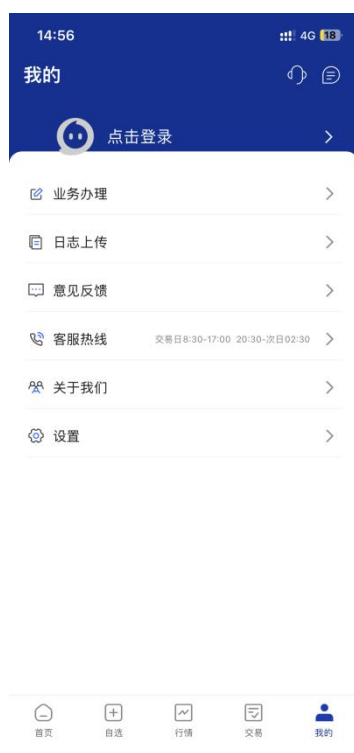 14:56
4G 18
我的
点击登录
业务办理
日志上传
意见反馈
客服热线 交易日8:30-17:00 20:30-次日02:30
关于我们
设置
首页 自选 行情 交易 我的